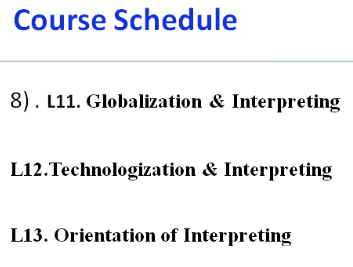 Course Schedule
8) . L11. Globalization & Interpreting
L12.Technologization & Interpreting
L13. Orientation of Interpreting